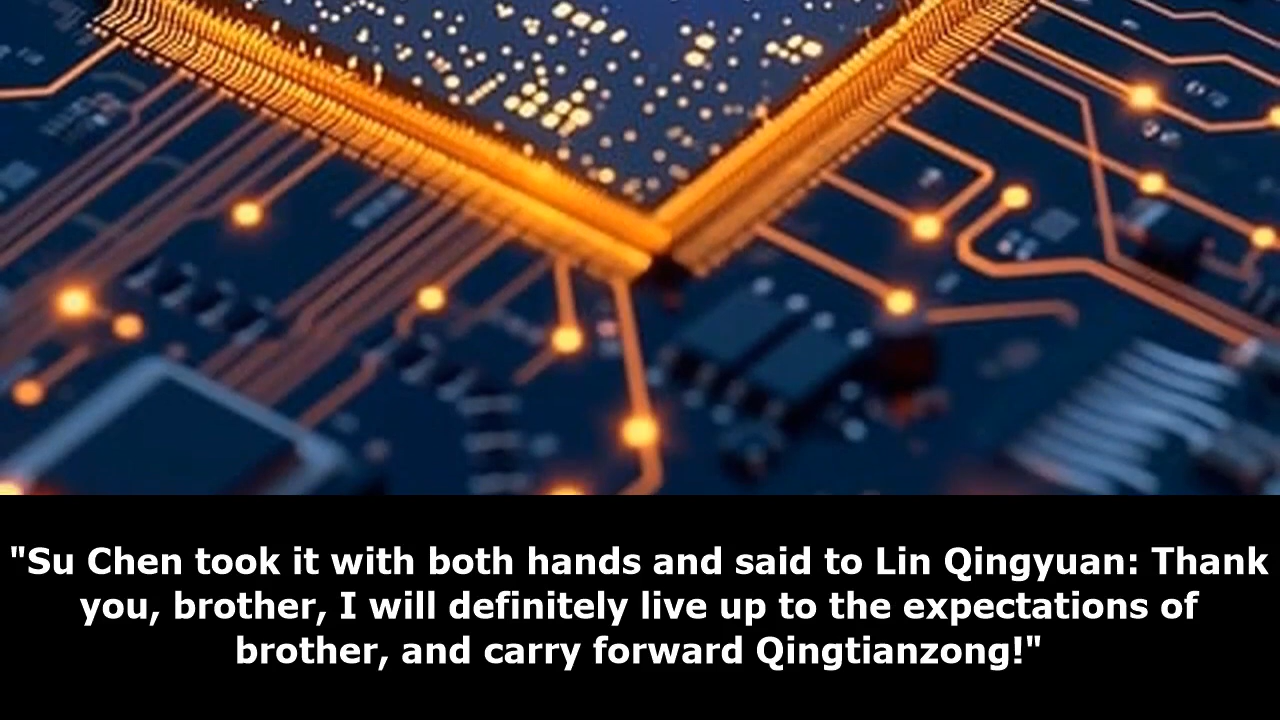 "Su Chen took it with both hands and said to Lin Qingyuan: Thank
you, brother, I will definitely live up to the expectations of
brother, and carry forward Qingtianzong!"